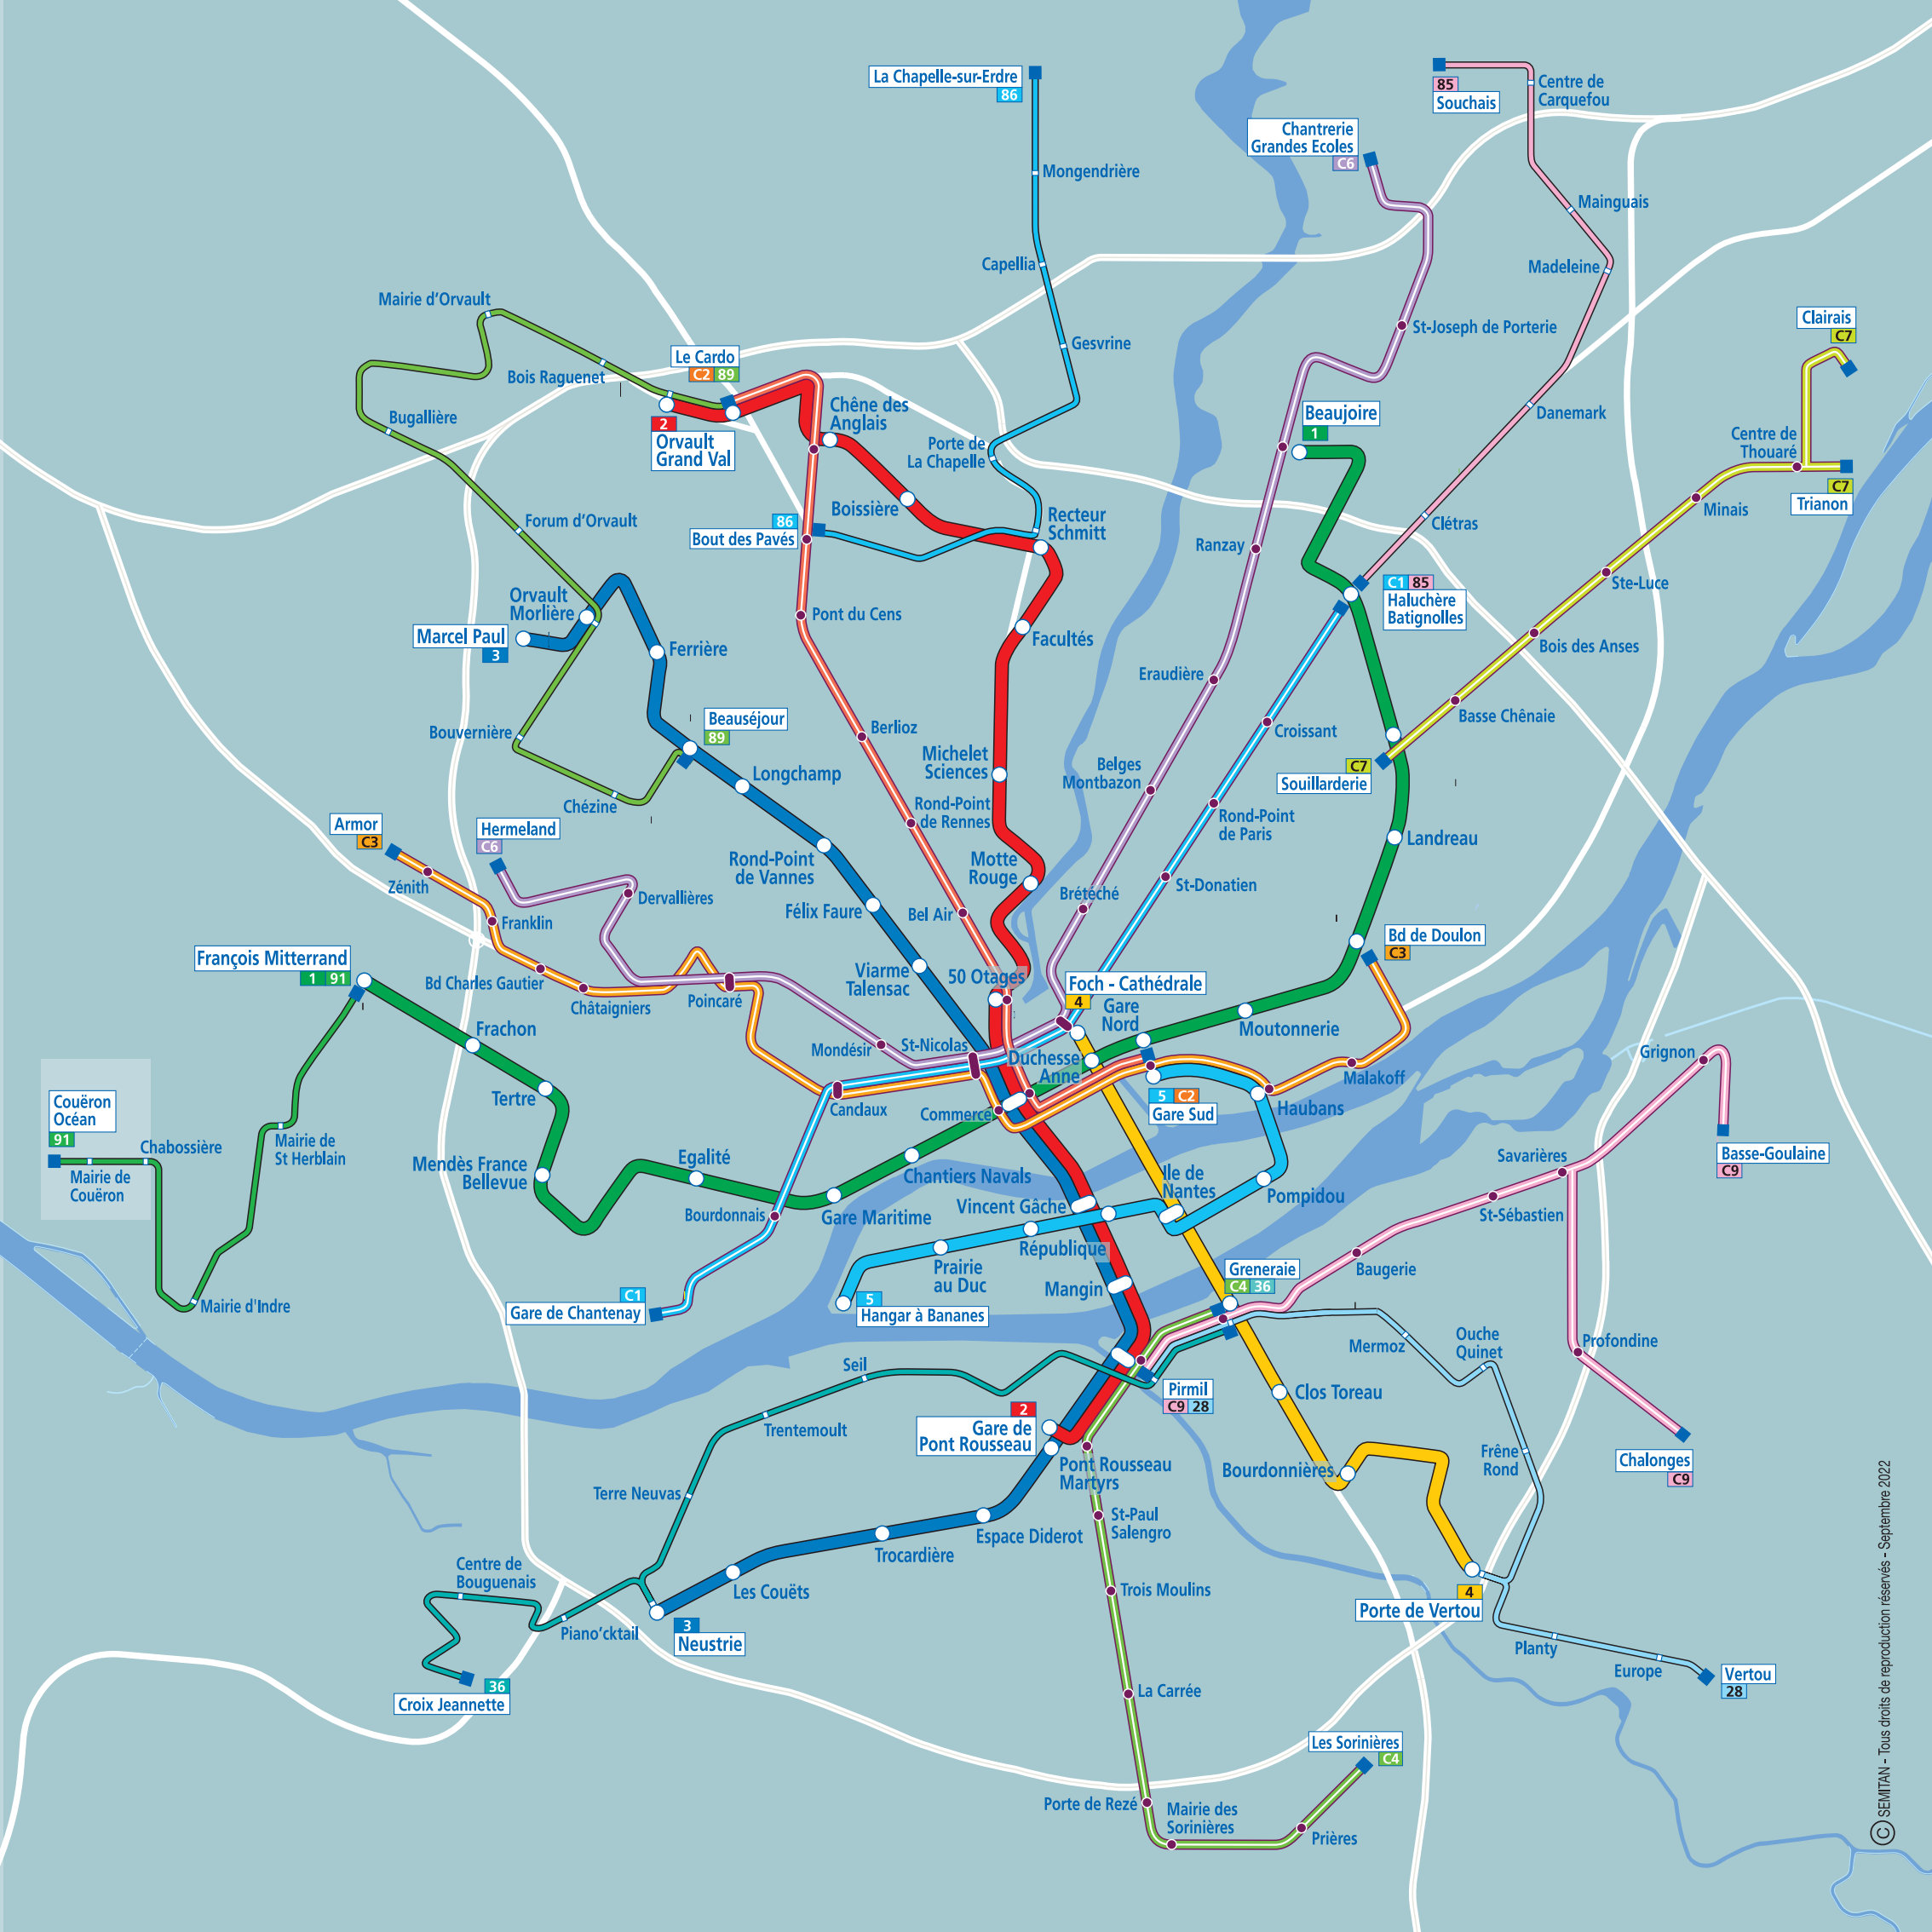 La Chapelle-sur-Erdre
86
85
Souchais
Centre de
Carquefou
Chantrerie
Grandes Ecoles
C6
Mongendrière
Mainguais
Capellia
Madeleine
Mairie d'Orvault
Gesvrine
St-Joseph de Porterie
Clairais
C7
Le Cardo
C2 89
Bois Raguenet
Bugallière
2
Orvault
Grand Val
Chêne des
Anglais
Porte de
La Chapelle
Beaujoire
1
Danemark
Centre de
Thouaré
C7
Trianon
Minais
Boissière
Forum d'Orvault
86
Bout des Pavés
Recteur
Schmitt
Ranzay
Clétras
Ste-Luce
Orvault
Morlière
Marcel Paul
3
Ferrière
Pont du Cens
Facultés
C1 85
Haluchère
Batignolles
Bois des Anses
Eraudière
Basse Chênaie
Bouvernière
Beauséjour
89
Berlioz
Croissant
Michelet
Sciences
Belges
Montbazon
C7
Souillarderie
Longchamp
Chézine
Rond-Point
de Rennes
Rond-Point
de Paris
Landreau
Armor
C3
Hermeland
C6
Zénith
Rond-Point
de Vannes
Motte
Rouge
St-Donatien
Brétéché
Dervallières
Franklin
Félix Faure
Bel Air
Bd de Doulon
C3
François Mitterrand
1 91
Bd Charles Gautier
Châtaigniers
Poincaré
Viarme
Talensac
50 Otages
Foch - Cathédrale
4
Gare
Nord
Moutonnerie
Frachon
Mondésir
St-Nicolas
Duchesse
Anne
Grignon
Malakoff
Tertre
Canclaux
Commerce
5 C2
Gare Sud
Haubans
Couëron
Océan
91
Chabossière
Mairie de
Couëron
Mairie de
St Herblain
Mendès France
Bellevue
Egalité
Chantiers Navals
Ile de
Nantes
Pompidou
Savarières
Basse-Goulaine
C9
Bourdonnais
Gare Maritime
Vincent Gâche
St-Sébastien
République
Prairie
au Duc
Mangin
Greneraie
C4 36
Baugerie
Mairie d'Indre
C1
Gare de Chantenay
5
Hangar à Bananes
Mermoz
Ouche
Quinet
Profondine
Seil
Pirmil
C9 28
Clos Toreau
Trentemoult
2
Gare de
Pont Rousseau
Pont Rousseau
Martyrs
Bourdonnières
Frêne
Rond
Chalonges
C9
Terre Neuvas
St-Paul
Salengro
Espace Diderot
Trocardière
Centre de
Bouguenais
Les Couëts
Trois Moulins
4
Porte de Vertou
Piano'cktail
3
Neustrie
Planty
Europe
Vertou
28
36
Croix Jeannette
La Carrée
Les Sorinières
C4
Porte de Rezé
Mairie des
Sorinières
Prières
© SEMITAN - Tous droits de reproduction réservés - Septembre 2022